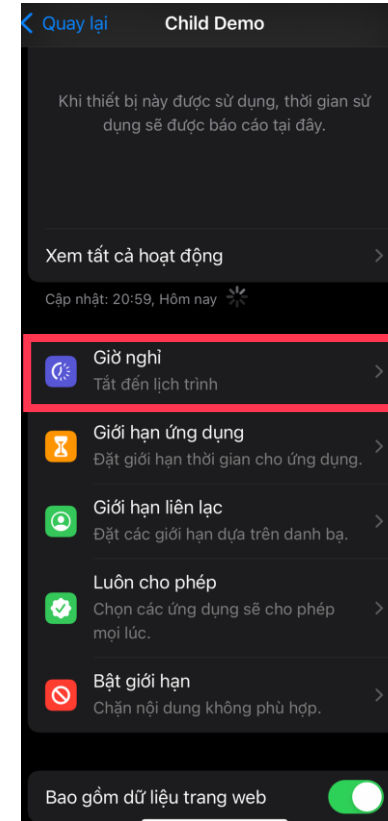 Quay lại
Child Demo
Khi thiết bị này được sử dụng, thời gian sử
dụng sẽ được báo cáo tại đây.
Xem tất cả hoạt động
Cập nhật: 20:59, Hôm nay
Giờ nghỉ
Tắt đến lịch trình
Giới hạn ứng dụng
Đặt giới hạn thời gian cho ứng dụng.
Giới hạn liên lạc
Đặt các giới hạn dựa trên danh bạ.
Luôn cho phép
Chọn các ứng dụng sẽ cho phép
mọi lúc.
Bật giới hạn
Chặn nội dung không phù hợp.
Bao gồm dữ liệu trang web